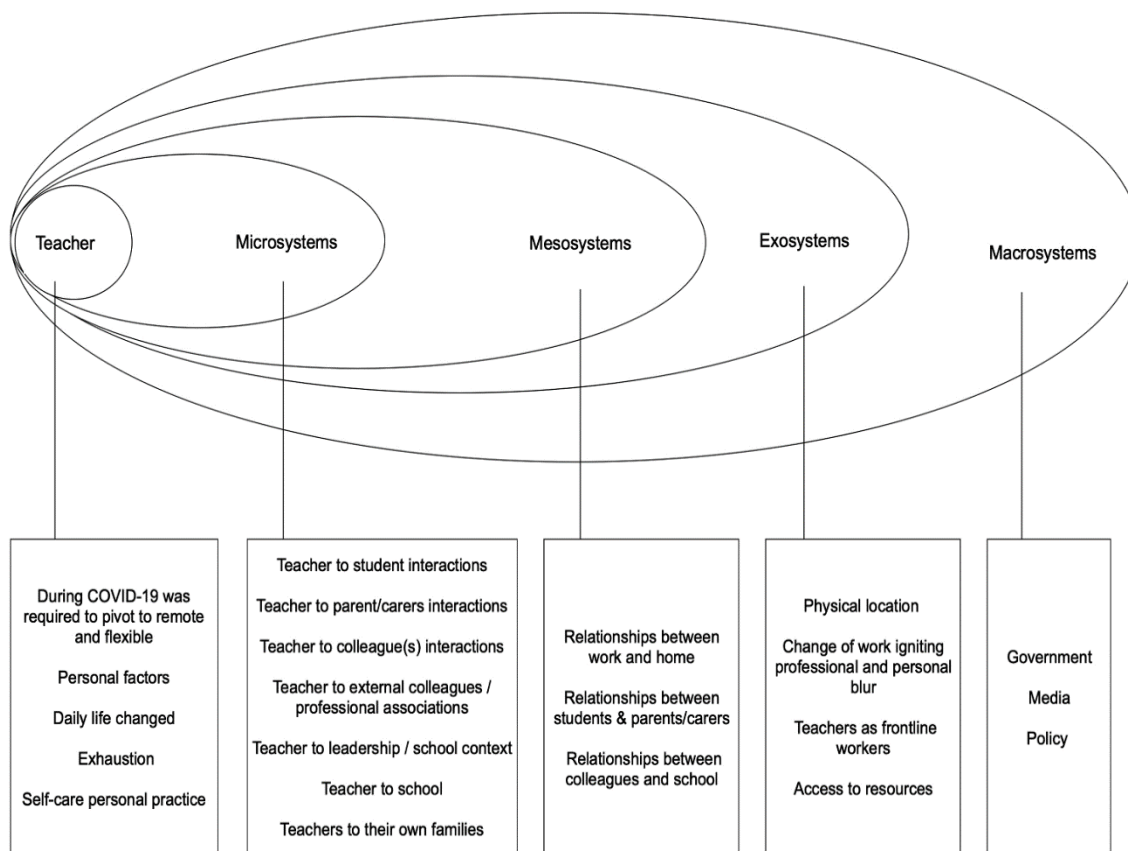 Teacher
Microsystems
Mesosystems
Exosystems
Macrosystems
During COVID-19 was
required to pivot to remote
and flexible
Personal factors
Daily life changed
Exhaustion
Self-care personal practice
Teacher to student interactions
Teacher to parent/carers interactions
Teacher to colleague(s) interactions
Teacher to external colleagues /
professional associations
Teacher to leadership / school context
Teacher to school
Teachers to their own families
Relationships between
work and home
Relationships between
students & parents/carers
Relationships between
colleagues and school
Physical location
Change of work igniting
professional and personal
blur
Teachers as frontline
workers
Access to resources
Government
Media
Policy